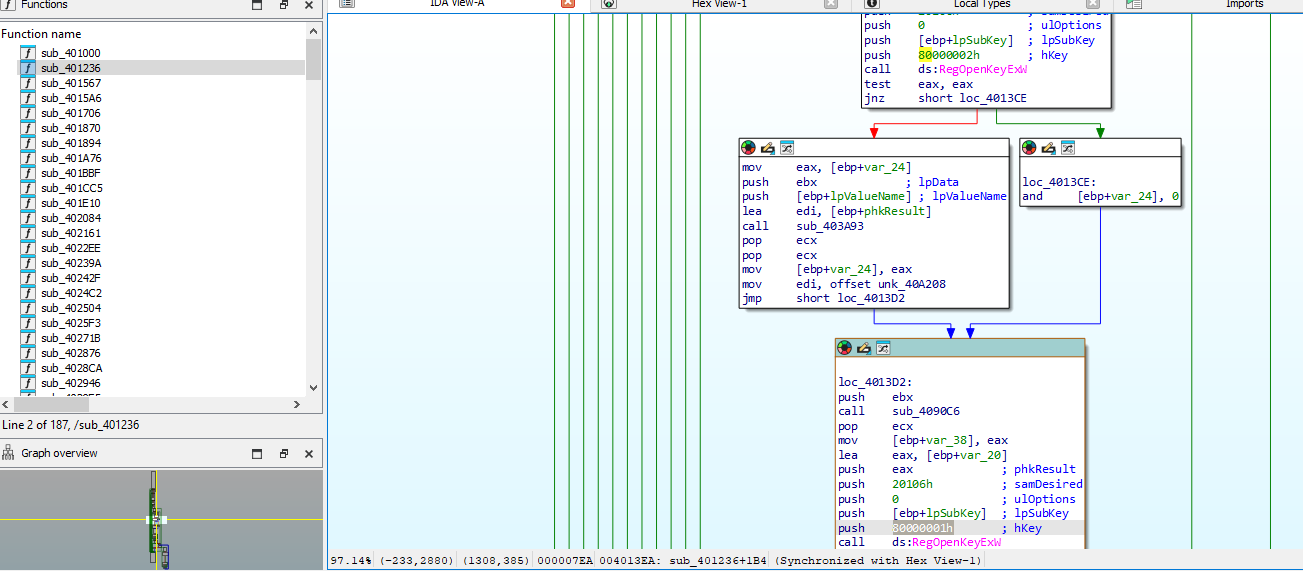 Functions
IDA View-A
Hex View-1
Local Types
Imports
Function name
sub_401000
sub_401236
sub_401567
sub_4015A6
sub_401706
sub_401870
sub_401894
sub_401A76
sub_401BBF
sub_401CC5
sub_401E10
sub_402084
sub_402161
sub_4022EE
sub_40239A
sub_40242F
sub_4024C2
sub_402504
sub_4025F3
sub_40271B
sub_402876
sub_4028CA
sub_402946
Line 2 of 187, /sub_401236
Graph overview
push 0 ; ulOptions
push [ebp+lpSubKey] ; lpSubKey
push 80000002h ; hKey
call ds:RegOpenKeyExW
test eax, eax
jnz short loc_4013CE
mov eax, [ebp+var_24]
push ebx ; lpData
push [ebp+lpValueName] ; lpValueName
lea edi, [ebp+phkResult]
call sub_403A93
pop ecx
pop ecx
mov [ebp+var_24], eax
mov edi, offset unk_40A208
jmp short loc_4013D2
loc_4013CE:
and [ebp+var_24], 0
loc_4013D2:
push ebx
call sub_4090C6
pop ecx
mov [ebp+var_38], eax
lea eax, [ebp+var_20]
push eax ; phkResult
push 20106h ; samDesired
push 0 ; ulOptions
push [ebp+lpSubKey] ; lpSubKey
push 80000001h ; hKey
call ds:RegOpenKeyExW
97.14% (-233,2880) (1308,385) 000007EA 004013EA: sub_401236+1B4 (Synchronized with Hex View-1)